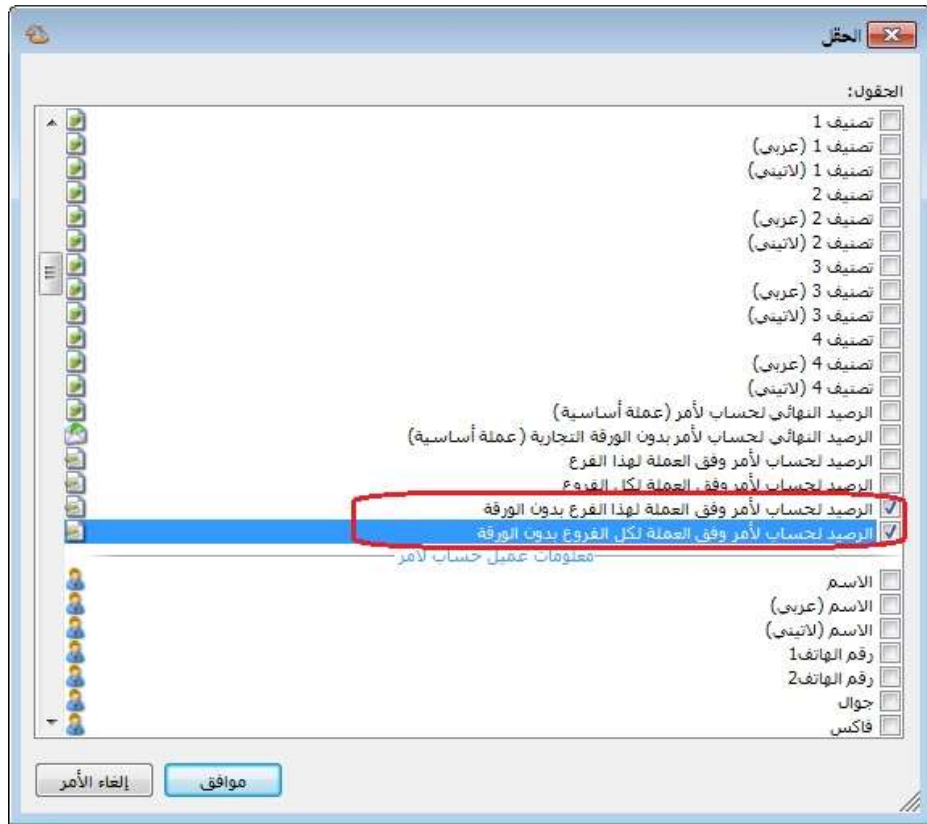 الحقل
الحقول:
تصنيف 1
تصنيف 1 (عربي)
تصنيف 1 (لاتيني)
تصنيف 2
تصنيف 2 (عربي)
تصنيف 2 (لاتيني)
تصنيف 3
تصنيف 3 (عربي)
تصنيف 3 (لاتيني)
تصنيف 4
تصنيف 4 (عربي)
تصنيف 4 (لاتيني)
الرصيد النهائي لحساب لأمر (عملة أساسية)
الرصيد النهائي لحساب لأمر بدون الورقة التجارية (عملة أساسية)
الرصيد لحساب لأمر وفق العملة لهذا الفرع
الرصيد لحساب لأمر وفق العملة لكل الفروع
الرصيد لحساب لأمر وفق العملة لهذا الفرع بدون الورقة
الرصيد لحساب لأمر وفق العملة لكل الفروع بدون الورقة
معلومات عميل حساب لأمر
الاسم
الاسم (عربي)
الاسم (لاتيني)
رقم الهاتف1
رقم الهاتف2
جوال
فاكس
موافق
إلغاء الأمر